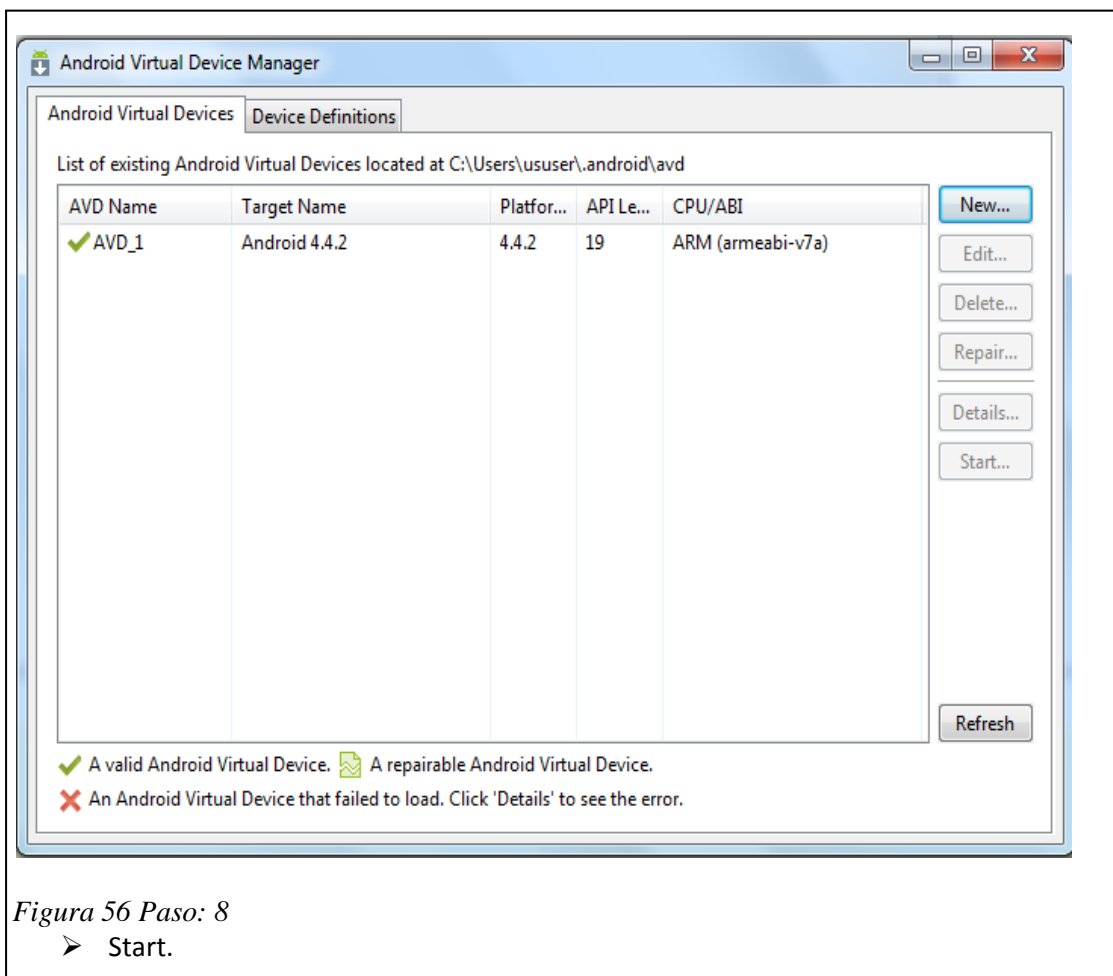 Android Virtual Device Manager
Android Virtual Devices Device Definitions
List of existing Android Virtual Devices located at C:\Users\ususer\.android\avd
AVD Name Target Name Platfor... API Le... CPU/ABI
AVD_1 Android 4.4.2 4.4.2 19 ARM (armeabi-v7a)
New...
Edit...
Delete...
Repair...
Details...
Start...
Refresh
A valid Android Virtual Device. A repairable Android Virtual Device.
An Android Virtual Device that failed to load. Click 'Details' to see the error.
Figura 56 Paso: 8
➢ Start.